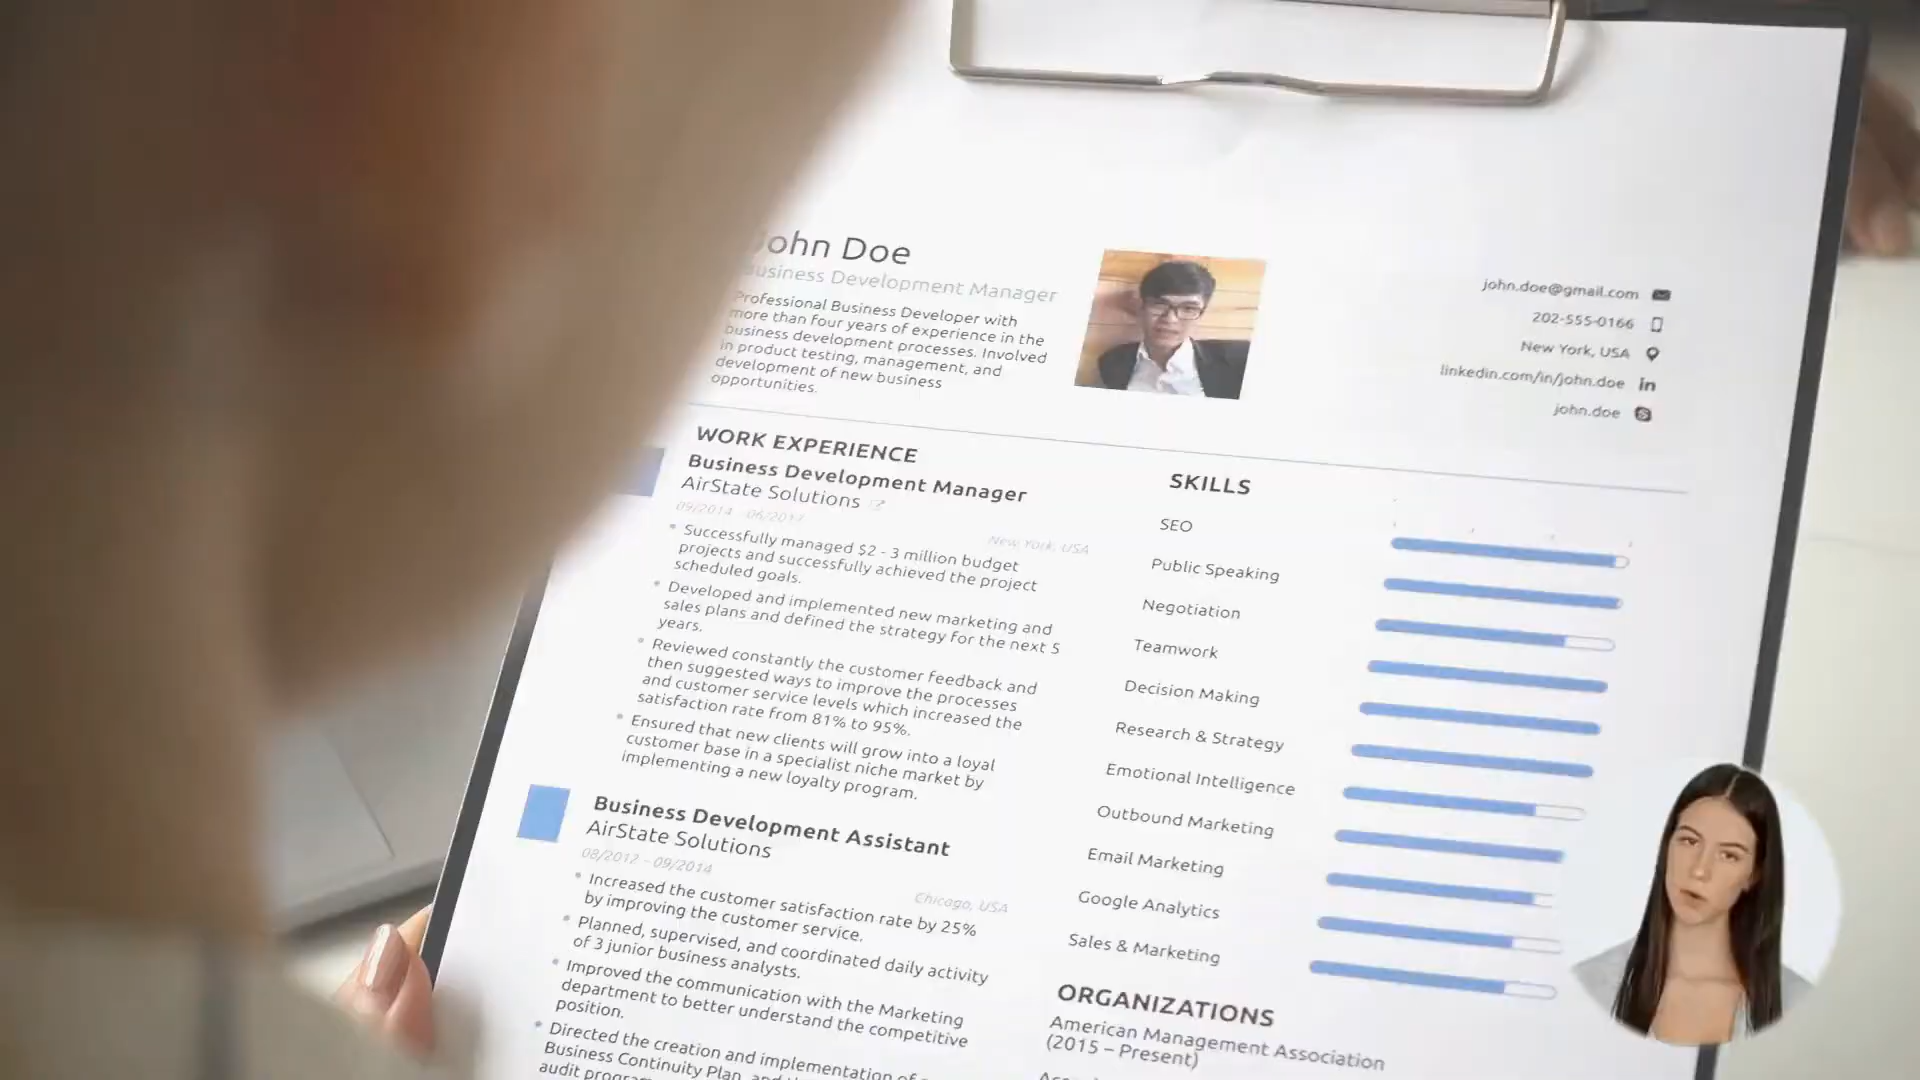 John Doe
Business Development Manager
Professional Business Developer with
more than four years of experience in the
business development processes. Involved
in product testing, management, and
development of new business
opportunities.
john.doe@gmail.com
202-555-0166
New York, USA
linkedin.com/in/john.doe
john.doe
WORK EXPERIENCE
Business Development Manager
AirState Solutions
09/2014 - 06/2017
New York, USA
Successfully managed $2 - 3 million budget
projects and successfully achieved the project
scheduled goals.
Developed and implemented new marketing and
sales plans and defined the strategy for the next 5
years.
Reviewed constantly the customer feedback and
then suggested ways to improve the processes
and customer service levels which increased the
satisfaction rate from 81% to 95%.
Ensured that new clients will grow into a loyal
customer base in a specialist niche market by
implementing a new loyalty program.
Business Development Assistant
AirState Solutions
08/2012 - 09/2014
Chicago, USA
Increased the customer satisfaction rate by 25%
by improving the customer service.
Planned, supervised, and coordinated daily activity
of 3 junior business analysts.
Improved the communication with the Marketing
department to better understand the competitive
position.
Directed the creation and implementation of
Business Continuity Plan, and
audit
SKILLS
SEO
Public Speaking
Negotiation
Teamwork
Decision Making
Research & Strategy
Emotional Intelligence
Outbound Marketing
Email Marketing
Google Analytics
Sales & Marketing
ORGANIZATIONS
American Management Association
(2015 – Present)